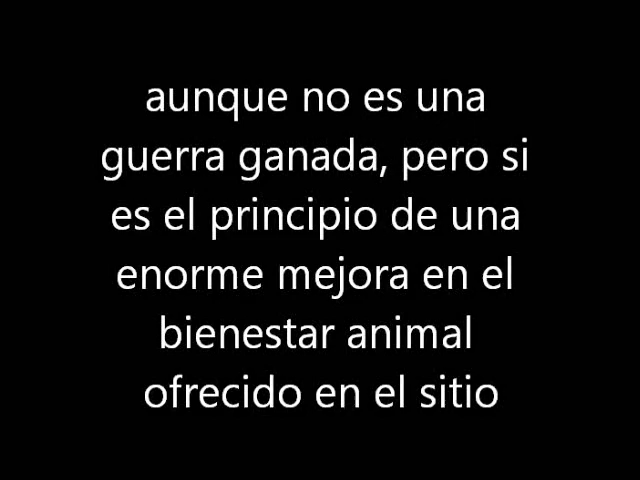 aunque no es una
guerra ganada, pero si
es el principio de una
enorme mejora en el
bienestar animal
ofrecido en el sitio